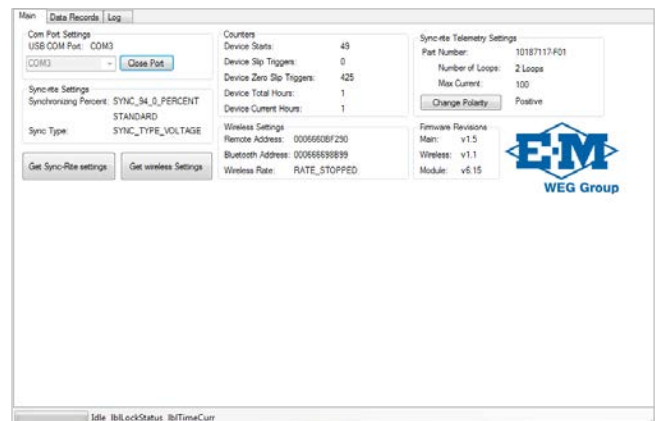 Main Data Records Log
Com Port Settings
USB COM Port: COM3
COM3 Close Port
Sync-rite Settings
Synchronizing Percent: SYNC_94_0_PERCENT
STANDARD
Sync Type: SYNC_TYPE_VOLTAGE
Get Sync-Rite settings Get wireless Settings
Counters
Device Starts: 49
Device Slip Triggers: 0
Device Zero Slip Triggers: 425
Device Total Hours: 1
Device Current Hours: 1
Wireless Settings
Remote Address: 0006660BF290
Bluetooth Address: 000666698B99
Wireless Rate: RATE_STOPPED
Sync-rite Telemetry Settings
Part Number: 10187117-F01
Number of Loops: 2 Loops
Max Current: 100
Change Polarity Positive
Firmware Revisions
Main: v1.5
Wireless: v1.1
Module: v6.15
E-M
WEG Group
Idle lblLockStatus lblTimeCurr